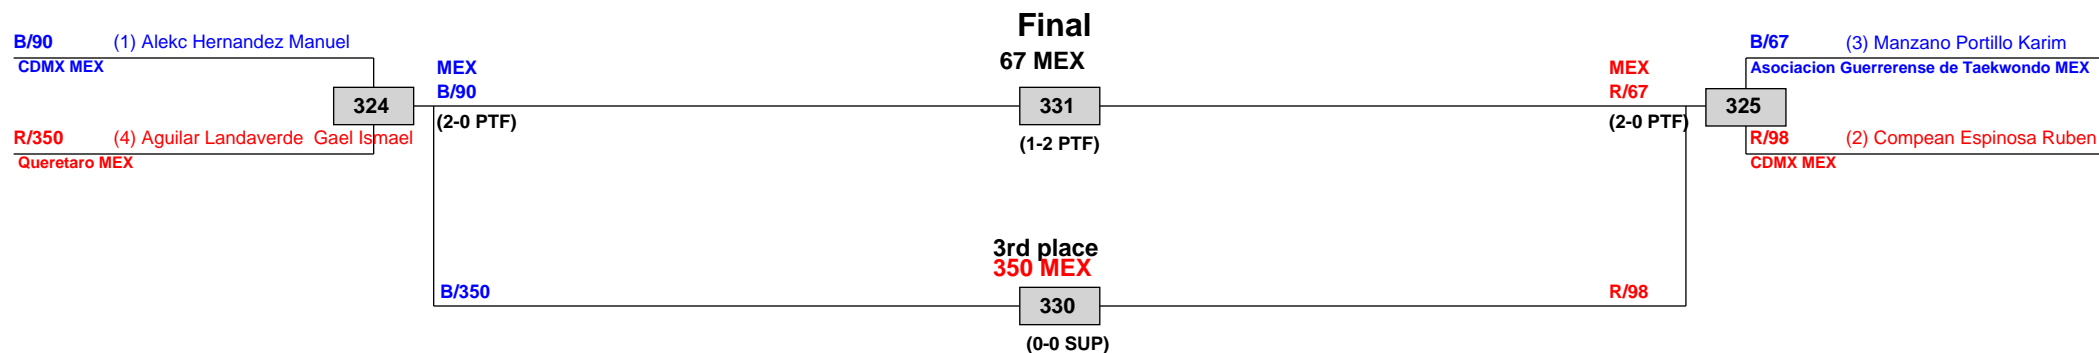 Final
67 MEX
B/90 (1) Alekc Hernandez Manuel
CDMX MEX
324
R/350 (4) Aguilar Landaverde  Gael Ismael
Queretaro MEX
MEX
B/90
(2-0 PTF)
331
(1-2 PTF)
MEX
R/67
(2-0 PTF)
B/67 (3) Manzano Portillo Karim
Asociacion Guerrerense de Taekwondo MEX
325
R/98 (2) Compean Espinosa Ruben
CDMX MEX
3rd place
350 MEX
B/350
330
R/98
(0-0 SUP)